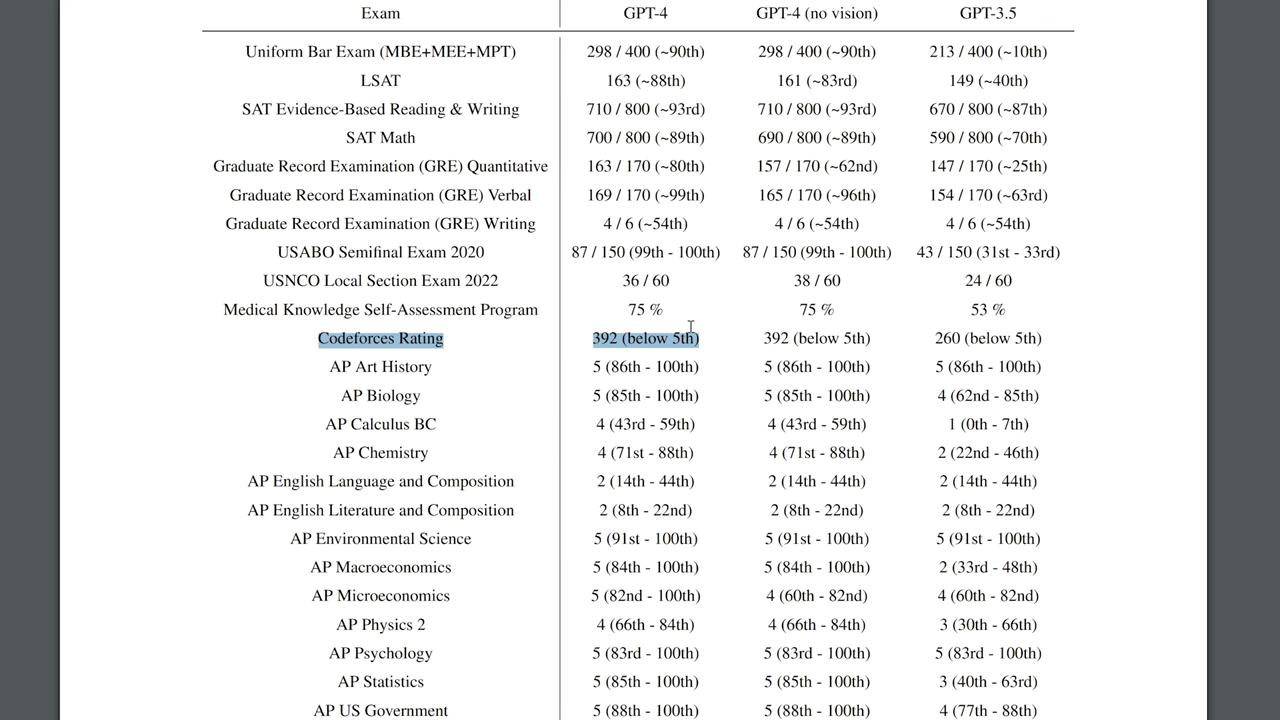 Exam GPT-4 GPT-4 (no vision) GPT-3.5
Uniform Bar Exam (MBE+MEE+MPT) 298 / 400 (~90th) 298 / 400 (~90th) 213 / 400 (~10th)
LSAT 163 (~88th) 161 (~83rd) 149 (~40th)
SAT Evidence-Based Reading & Writing 710 / 800 (~93rd) 710 / 800 (~93rd) 670 / 800 (~87th)
SAT Math 700 / 800 (~89th) 690 / 800 (~89th) 590 / 800 (~70th)
Graduate Record Examination (GRE) Quantitative 163 / 170 (~80th) 157 / 170 (~62nd) 147 / 170 (~25th)
Graduate Record Examination (GRE) Verbal 169 / 170 (~99th) 165 / 170 (~96th) 154 / 170 (~63rd)
Graduate Record Examination (GRE) Writing 4 / 6 (~54th) 4 / 6 (~54th) 4 / 6 (~54th)
USABO Semifinal Exam 2020 87 / 150 (99th - 100th) 87 / 150 (99th - 100th) 43 / 150 (31st - 33rd)
USNCO Local Section Exam 2022 36 / 60 38 / 60 24 / 60
Medical Knowledge Self-Assessment Program 75 % 75 % 53 %
Codeforces Rating 392 (below 5th) 392 (below 5th) 260 (below 5th)
AP Art History 5 (86th - 100th) 5 (86th - 100th) 5 (86th - 100th)
AP Biology 5 (85th - 100th) 5 (85th - 100th) 4 (62nd - 85th)
AP Calculus BC 4 (43rd - 59th) 4 (43rd - 59th) 1 (0th - 7th)
AP Chemistry 4 (71st - 88th) 4 (71st - 88th) 2 (22nd - 46th)
AP English Language and Composition 2 (14th - 44th) 2 (14th - 44th) 2 (14th - 44th)
AP English Literature and Composition 2 (8th - 22nd) 2 (8th - 22nd) 2 (8th - 22nd)
AP Environmental Science 5 (91st - 100th) 5 (91st - 100th) 5 (91st - 100th)
AP Macroeconomics 5 (84th - 100th) 5 (84th - 100th) 2 (33rd - 48th)
AP Microeconomics 5 (82nd - 100th) 4 (60th - 82nd) 4 (60th - 82nd)
AP Physics 2 4 (66th - 84th) 4 (66th - 84th) 3 (30th - 66th)
AP Psychology 5 (83rd - 100th) 5 (83rd - 100th) 5 (83rd - 100th)
AP Statistics 5 (85th - 100th) 5 (85th - 100th) 3 (40th - 63rd)
AP US Government 5 (88th - 100th) 5 (88th - 100th) 4 (77th - 88th)